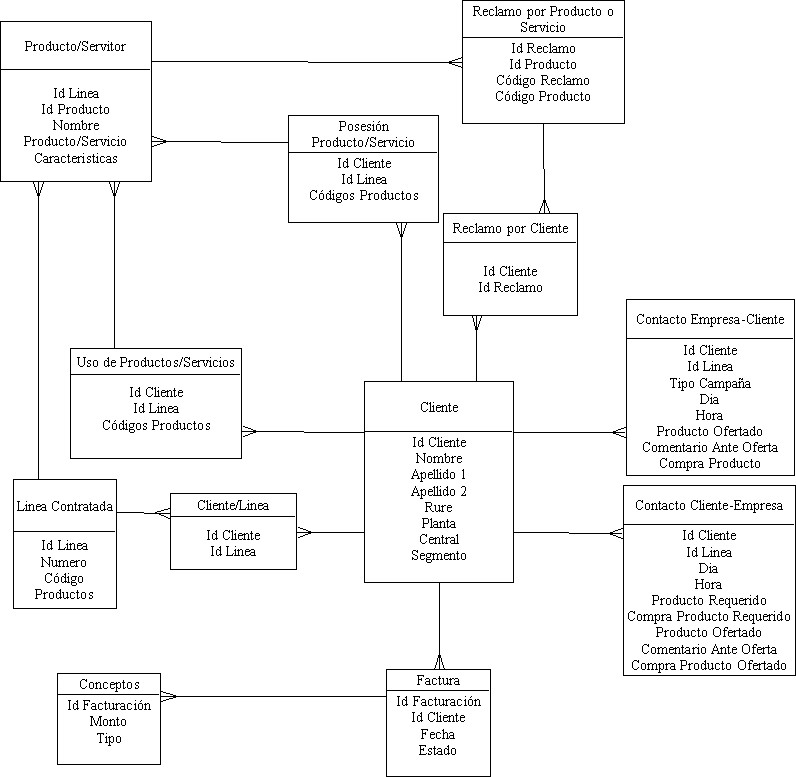 Producto/Servitor
Id Linea
Id Producto
Nombre
Producto/Servicio
Caracteristicas
Reclamo por Producto o
Servicio
Id Reclamo
Id Producto
Código Reclamo
Código Producto
Posesión
Producto/Servicio
Id Cliente
Id Linea
Códigos Productos
Reclamo por Cliente
Id Cliente
Id Reclamo
Uso de Productos/Servicios
Id Cliente
Id Linea
Códigos Productos
Cliente
Id Cliente
Nombre
Apellido 1
Apellido 2
Rure
Planta
Central
Segmento
Contacto Empresa-Cliente
Id Cliente
Id Linea
Tipo Campaña
Dia
Hora
Producto Ofertado
Comentario Ante Oferta
Compra Producto
Linea Contratada
Id Linea
Numero
Código
Productos
Cliente/Linea
Id Cliente
Id Linea
Contacto Cliente-Empresa
Id Cliente
Id Linea
Dia
Hora
Producto Requerido
Compra Producto Requerido
Producto Ofertado
Comentario Ante Oferta
Compra Producto Ofertado
Conceptos
Id Facturación
Monto
Tipo
Factura
Id Facturación
Id Cliente
Fecha
Estado